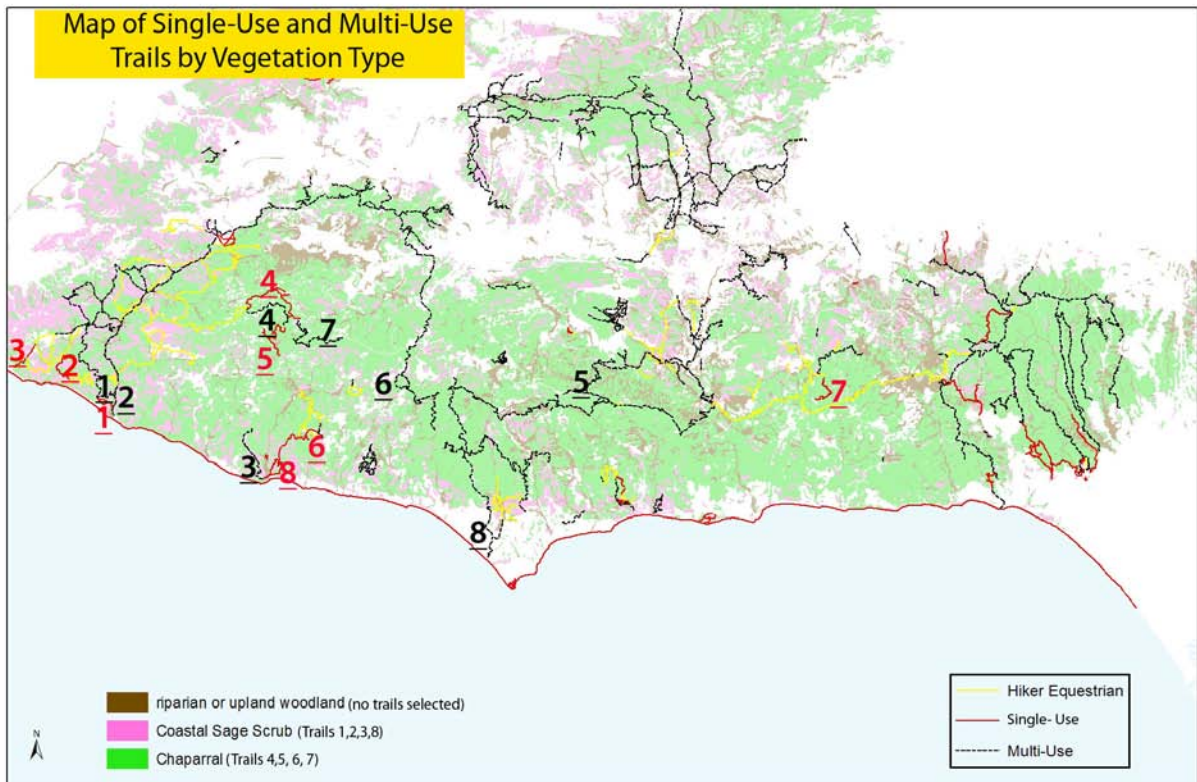 Map of Single-Use and Multi-Use
Trails by Vegetation Type
4
4
7
5
3
2
1
2
1
6
5
7
6
3
8
8
riparian or upland woodland (no trails selected)
Coastal Sage Scrub (Trails 1,2,3,8)
Chaparral (Trails 4,5, 6, 7)
N
Hiker Equestrian
Single- Use
Multi-Use